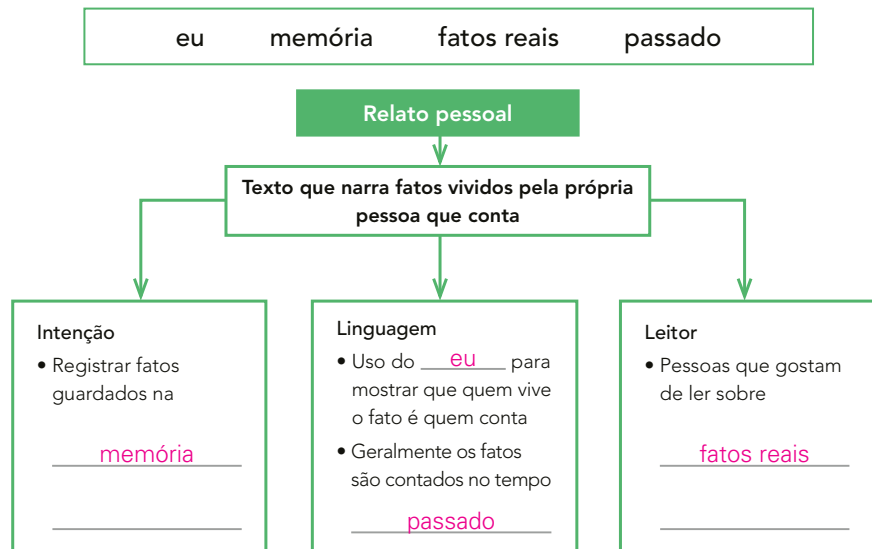 eu memória fatos reais passado
Relato pessoal
Texto que narra fatos vividos pela própria
pessoa que conta
Intenção
• Registrar fatos
guardados na
memória
Linguagem
• Uso do eu para
mostrar que quem vive
o fato é quem conta
• Geralmente os fatos
são contados no tempo
passado
Leitor
• Pessoas que gostam
de ler sobre
fatos reais